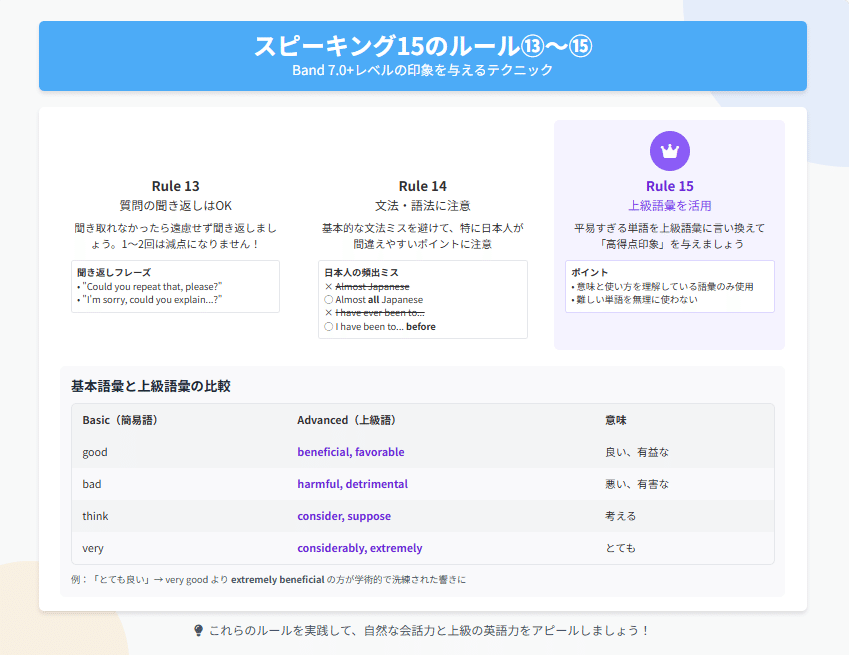 スピーキング15のルール⑬〜⑮
Band 7.0+レベルの印象を与えるテクニック
Rule 13
質問の聞き返しはOK
聞き取れなかったら遠慮せず聞き返しまし
ょう。1〜2回は減点になりません！
聞き返しフレーズ
• "Could you repeat that, please?"
• "I'm sorry, could you explain...?"
Rule 14
文法・語法に注意
基本的な文法ミスを避けて、特に日本人が
間違えやすいポイントに注意
日本人の頻出ミス
× Almost Japanese
〇 Almost all Japanese
× I have ever been to...
〇 I have been to... before
Rule 15
上級語彙を活用
平易すぎる単語を上級語彙に言い換えて
「高得点印象」を与えましょう
ポイント
• 意味と使い方を理解している語彙のみ使用
• 難しい単語を無理に使わない
基本語彙と上級語彙の比較
Basic（簡易語） Advanced（上級語） 意味
good beneficial, favorable 良い、有益な
bad harmful, detrimental 悪い、有害な
think consider, suppose 考える
very considerably, extremely とても
例：「とても良い」→ very good より extremely beneficial の方が学術的で洗練された響きに
これらのルールを実践して、自然な会話力と上級の英語力をアピールしましょう！